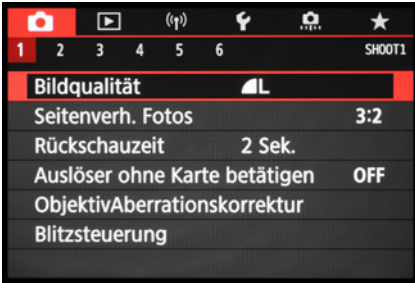 1 2 3 4 5 6 SHOOT1
Bildqualität L
Seitenverh. Fotos 3:2
Rückschauzeit 2 Sek.
Auslöser ohne Karte betätigen OFF
ObjektivAberrationskorrektur
Blitzsteuerung